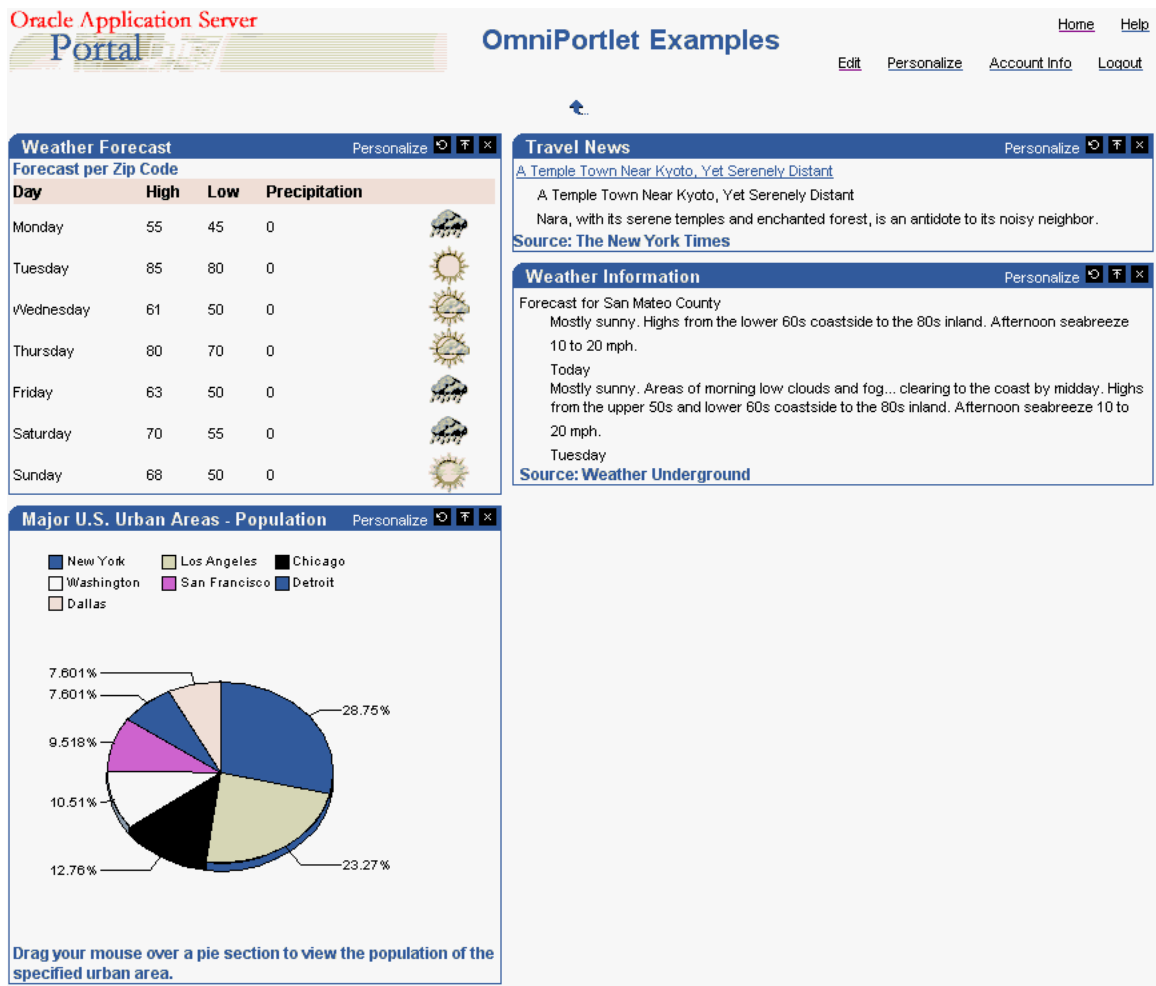 Oracle Application Server
Portal
OmniPortlet Examples
Home Help
Edit Personalize Account Info Logout
Weather Forecast Personalize
Forecast per Zip Code
Day High Low Precipitation
Monday 55 45 0
Tuesday 85 80 0
Wednesday 61 50 0
Thursday 80 70 0
Friday 63 50 0
Saturday 70 55 0
Sunday 68 50 0
Travel News Personalize
A Temple Town Near Kyoto, Yet Serenely Distant
A Temple Town Near Kyoto, Yet Serenely Distant
Nara, with its serene temples and enchanted forest, is an antidote to its noisy neighbor.
Source: The New York Times
Weather Information Personalize
Forecast for San Mateo County
Mostly sunny. Highs from the lower 60s coastside to the 80s inland. Afternoon seabreeze
10 to 20 mph.
Today
Mostly sunny. Areas of morning low clouds and fog... clearing to the coast by midday. Highs
from the upper 50s and lower 60s coastside to the 80s inland. Afternoon seabreeze 10 to
20 mph.
Tuesday
Source: Weather Underground
Major U.S. Urban Areas - Population Personalize
New York Los Angeles Chicago
Washington San Francisco Detroit
Dallas
7.601%
7.601%
28.75%
9.518%
10.51%
12.76%
23.27%
Drag your mouse over a pie section to view the population of the
specified urban area.